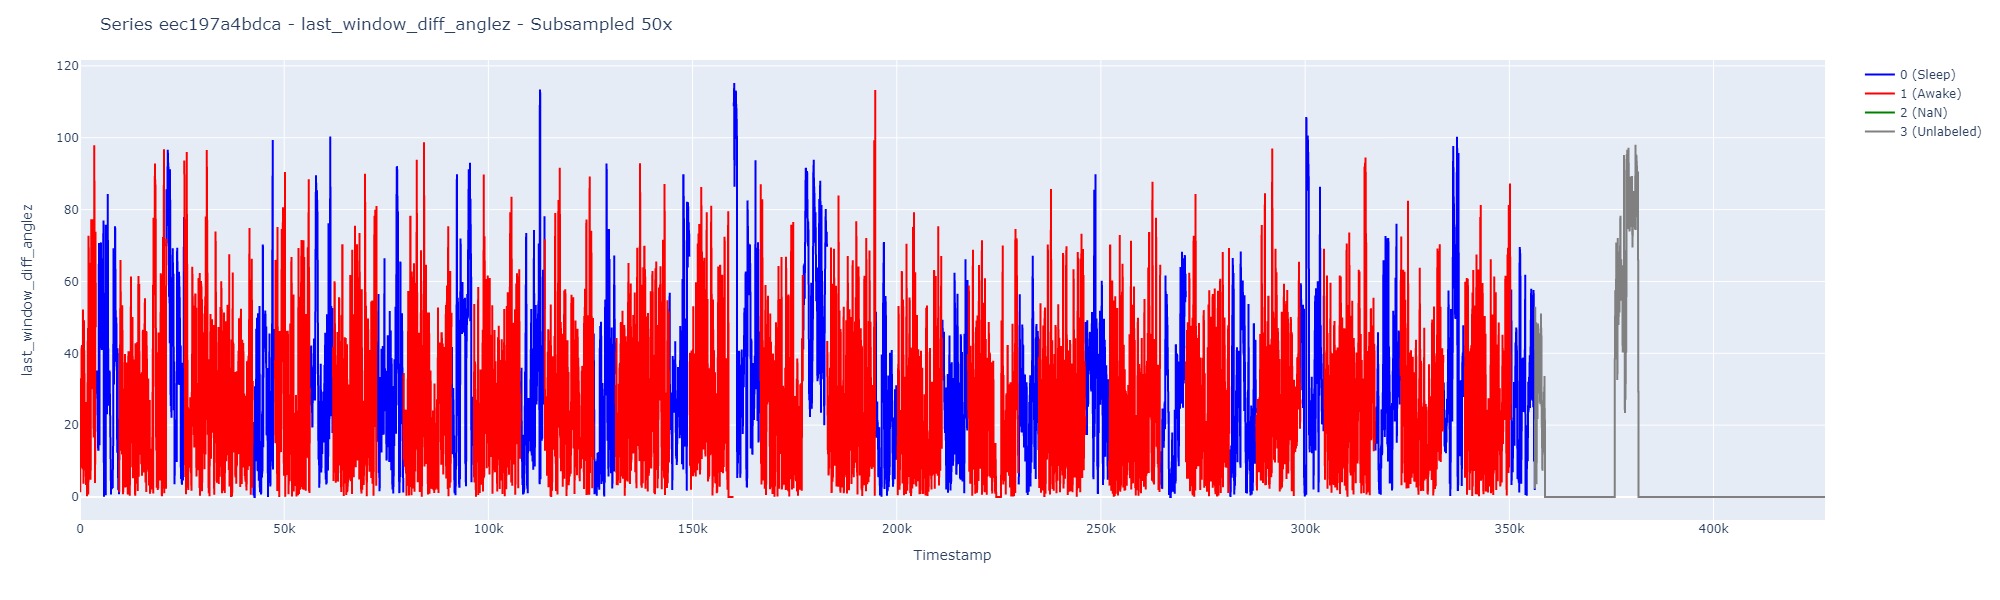 Series eec197a4bdca - last_window_diff_anglez - Subsampled 50x
0 (Sleep)
1 (Awake)
2 (NaN)
3 (Unlabeled)
last_window_diff_anglez
120
100
80
60
40
20
0
0 50k 100k 150k 200k 250k 300k 350k 400k
Timestamp